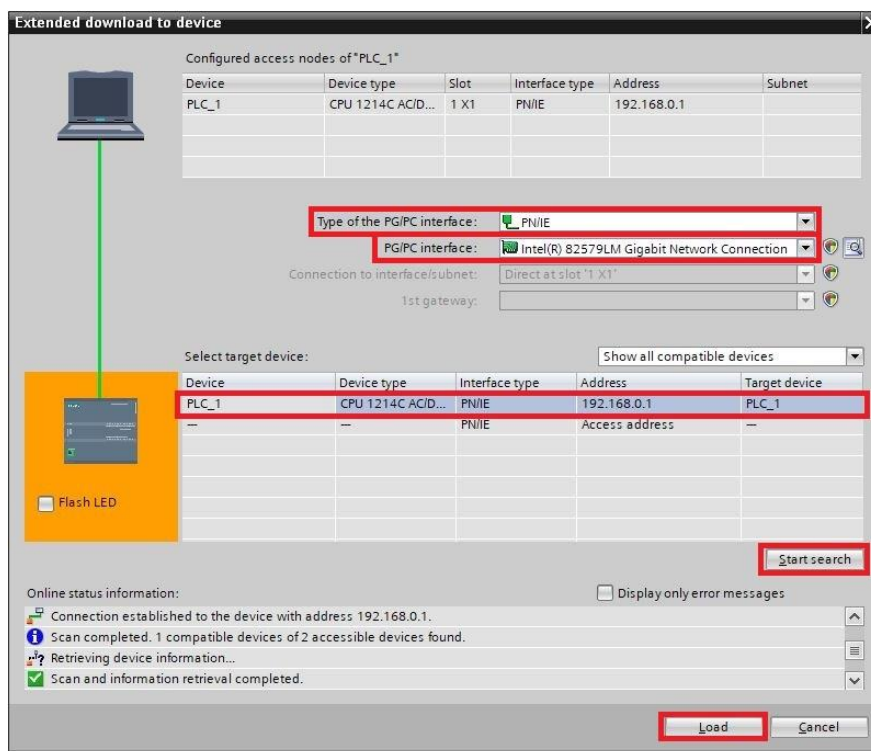 Extended download to device
Configured access nodes of "PLC_1"
Device Device type Slot Interface type Address Subnet
PLC_1 CPU 1214C AC/D... 1 X1 PN/IE 192.168.0.1
Type of the PG/PC interface: PN/IE
PG/PC interface: Intel(R) 82579LM Gigabit Network Connection
Connection to interface/subnet: Direct at slot '1 X1'
1st gateway:
Select target device: Show all compatible devices
Device Device type Interface type Address Target device
PLC_1 CPU 1214C AC/D... PN/IE 192.168.0.1 PLC_1
— — PN/IE Access address —
Flash LED
Start search
Online status information: Display only error messages
Connection established to the device with address 192.168.0.1.
Scan completed. 1 compatible devices of 2 accessible devices found.
Retrieving device information...
Scan and information retrieval completed.
Load Cancel